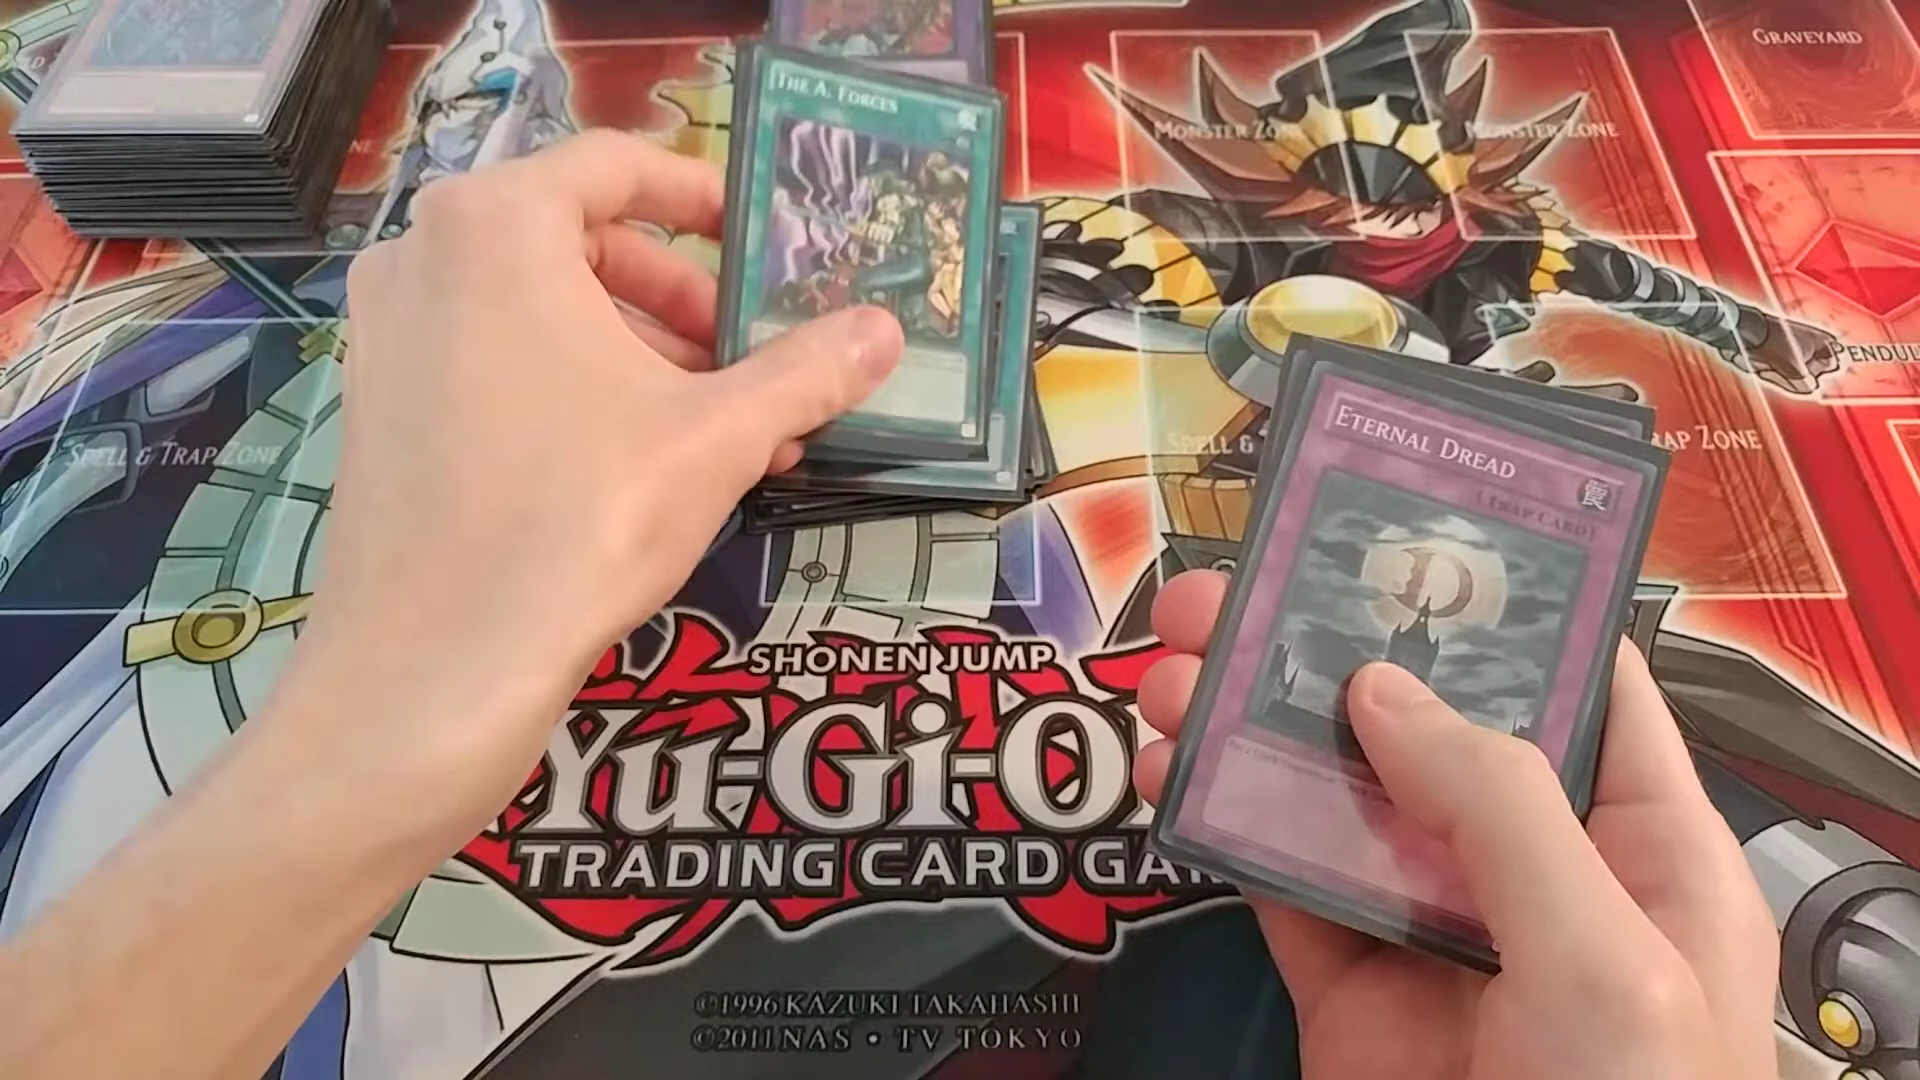 GRAVEYARD
THE A. FORCES
MONSTER ZONE
MONSTER ZONE
NE
PENDUL
SPELL & TRAP ZONE
SPELL &
RAP ZONE
ETERNAL DREAD
[TRAP CARD]
SHONEN JUMP
Yu-Gi-O
TRADING CARD GA
©1996 KAZUKI TAKAHASHI
©2011 NAS • TV TOKYO